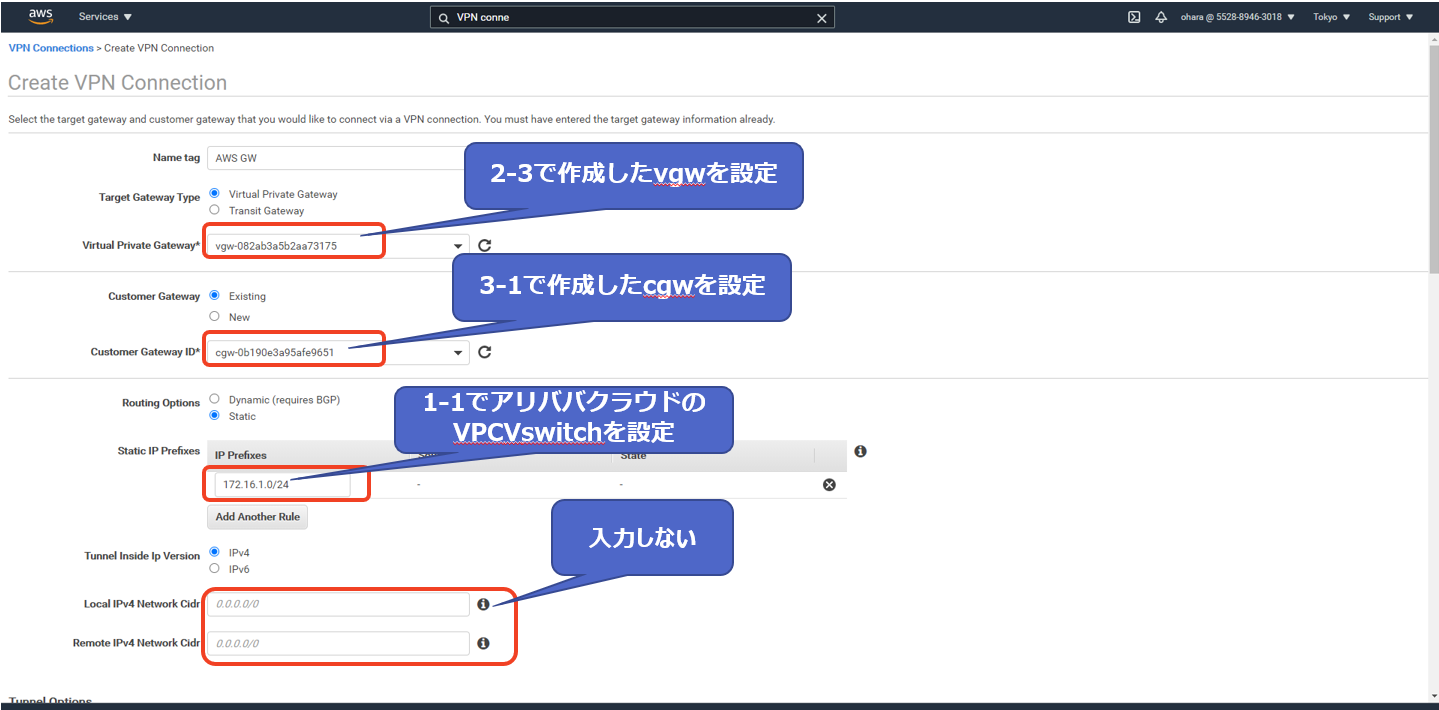 aws Services VPN conne ohara @ 5528-8946-3018 Tokyo Support
VPN Connections > Create VPN Connection
Create VPN Connection
Select the target gateway and customer gateway that you would like to connect via a VPN connection. You must have entered the target gateway information already.
Name tag AWS GW
2-3で作成したvgwを設定
Target Gateway Type Virtual Private Gateway
Transit Gateway
Virtual Private Gateway* vgw-082ab3a5b2aa73175
3-1で作成したcgwを設定
Customer Gateway Existing
New
Customer Gateway ID* cgw-0b190e3a95afe9651
Routing Options Dynamic (requires BGP)
Static
1-1でアリババクラウドの
VPCVswitchを設定
Static IP Prefixes IP Prefixes State
172.16.1.0/24 - -
Add Another Rule
入力しない
Tunnel Inside Ip Version IPv4
IPv6
Local IPv4 Network Cidr 0.0.0.0/0
Remote IPv4 Network Cidr 0.0.0.0/0
Tunnel Options